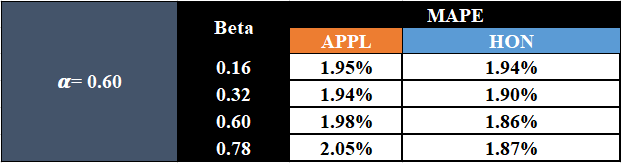 MAPE
Beta
APPL HON
0.16 1.95% 1.94%
α= 0.60
0.32 1.94% 1.90%
0.60 1.98% 1.86%
0.78 2.05% 1.87%